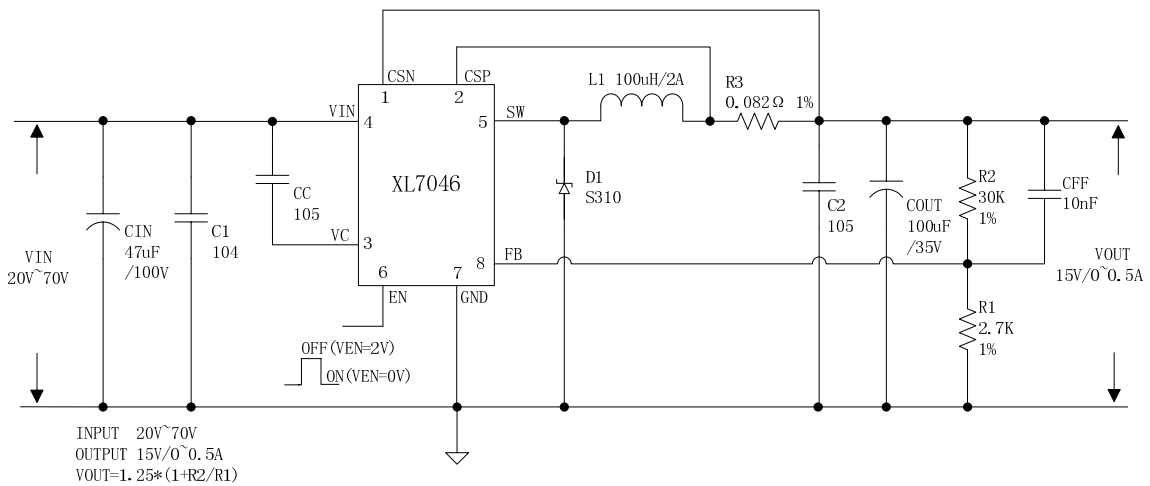 CSN
CSP
1
2
L1 100uH/2A
R3
0.082Ω 1%
VIN
4
5
SW
XL7046
D1
S310
CC
105
R2
30K
1%
CFF
10nF
C2
105
COUT
100uF
/35V
CIN
47uF
/100V
C1
104
VC
3
8
FB
VIN
20V~70V
VOUT
15V/0~0.5A
6
7
EN
GND
R1
2.7K
1%
OFF(VEN=2V)
ON(VEN=0V)
INPUT 20V~70V
OUTPUT 15V/0~0.5A
VOUT=1.25*(1+R2/R1)